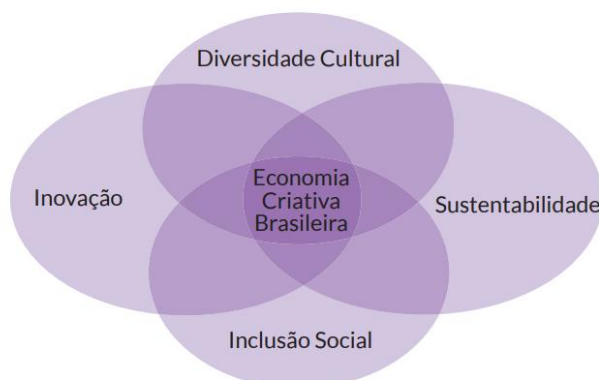 Diversidade Cultural
Inovação
Economia
Criativa
Brasileira
Sustentabilidade
Inclusão Social